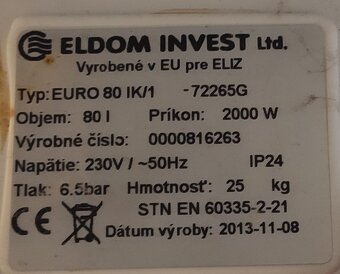 ELDOM INVEST Ltd.
Vyrobené v EU pre ELIZ
Typ: EURO 80 IK/1 -72265G
Objem: 80 l Príkon: 2000 W
Výrobné číslo: 0000816263
Napätie: 230V / ~50Hz IP24
Tlak: 6.5bar Hmotnosť: 25 kg
CE STN EN 60335-2-21
Dátum výroby: 2013-11-08